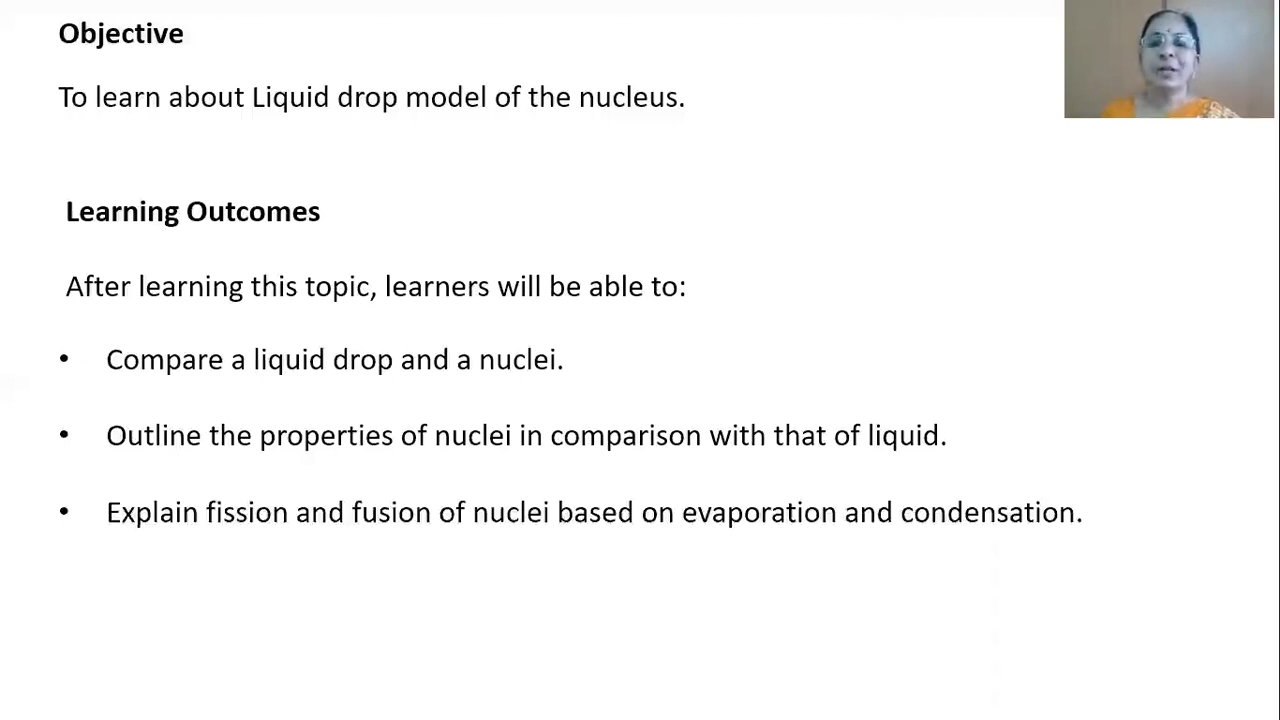 Objective
To learn about Liquid drop model of the nucleus.
Learning Outcomes
After learning this topic, learners will be able to:
• Compare a liquid drop and a nuclei.
• Outline the properties of nuclei in comparison with that of liquid.
• Explain fission and fusion of nuclei based on evaporation and condensation.